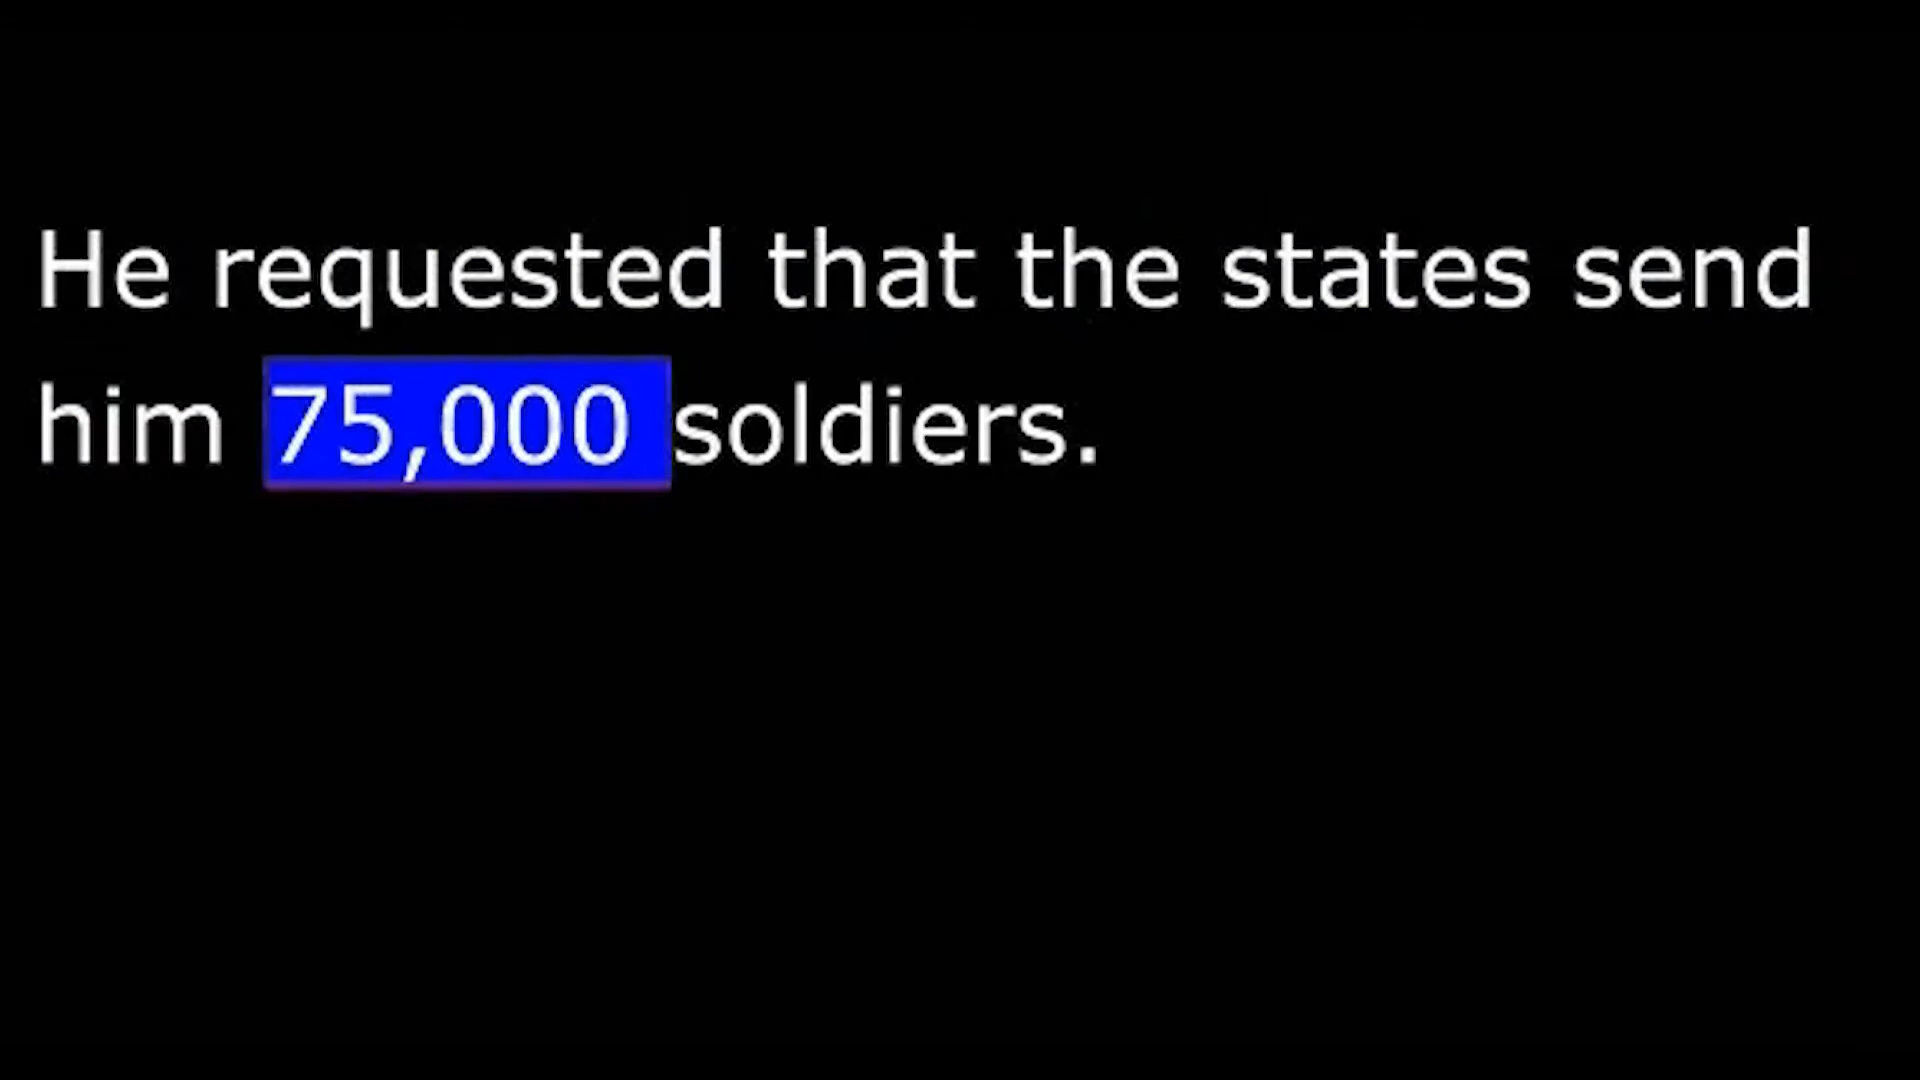 He requested that the states send
him 75,000 soldiers.